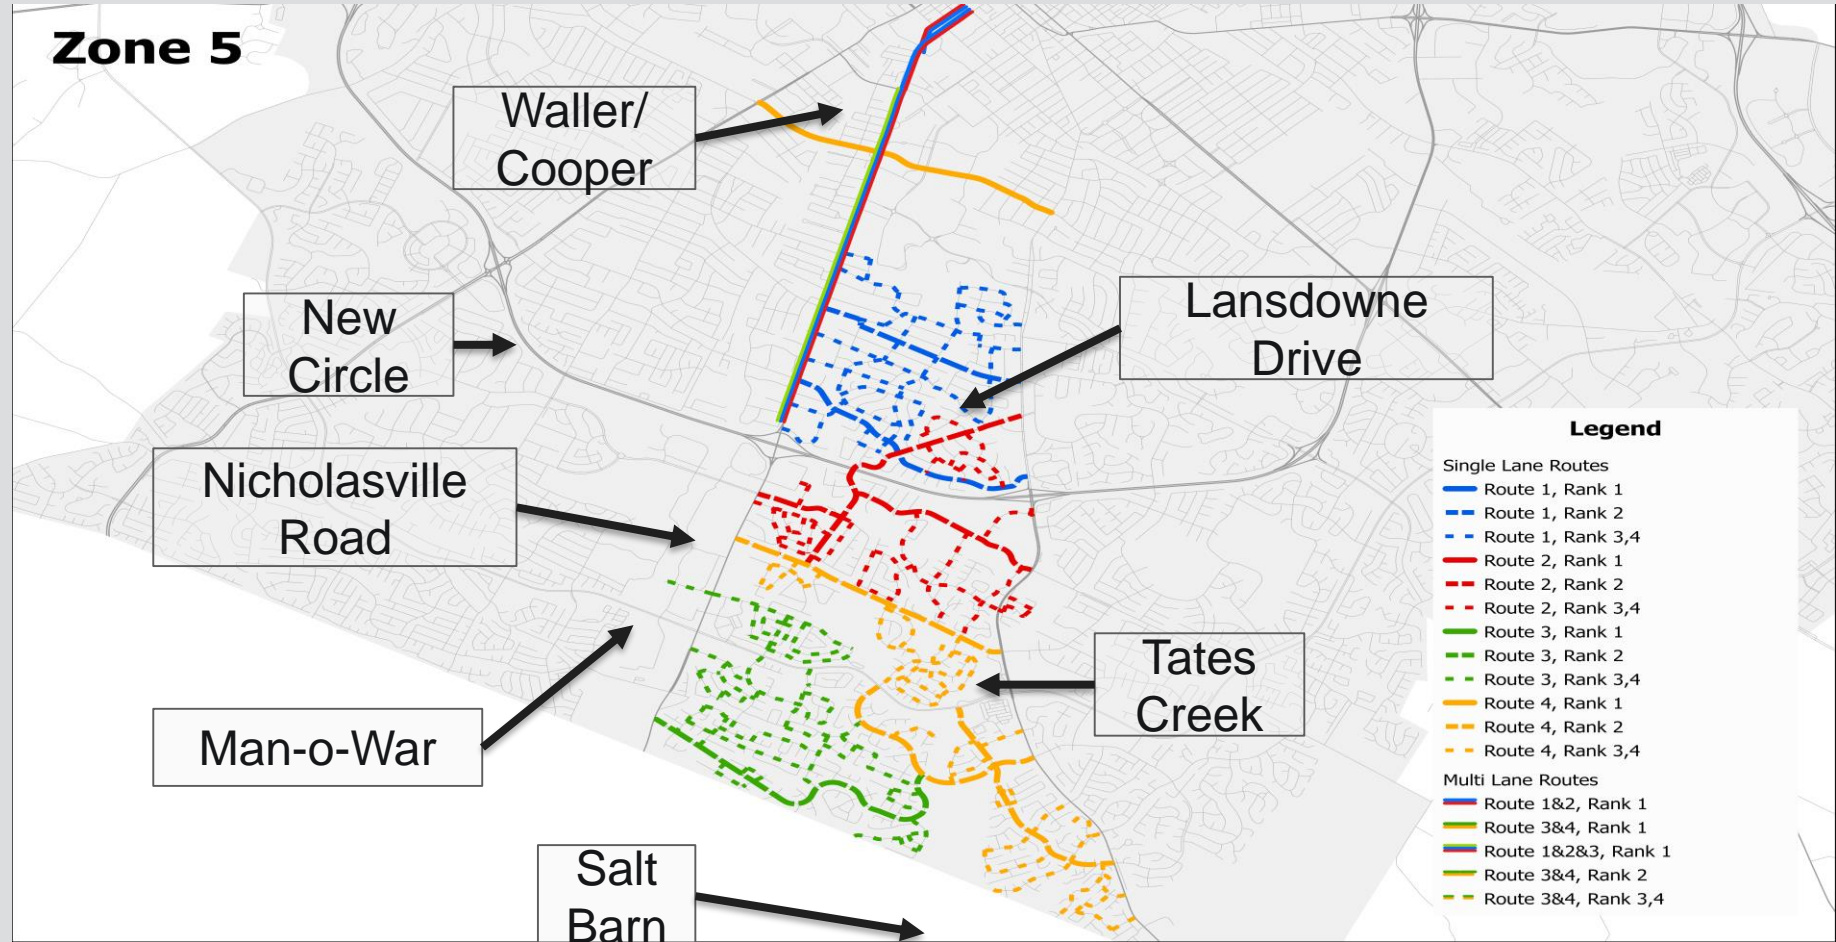 Zone 5
Waller/
Cooper
New
Circle
Lansdowne
Drive
Nicholasville
Road
Man-o-War
Tates
Creek
Salt
Barn
Legend
Single Lane Routes
Route 1, Rank 1
Route 1, Rank 2
Route 1, Rank 3,4
Route 2, Rank 1
Route 2, Rank 2
Route 2, Rank 3,4
Route 3, Rank 1
Route 3, Rank 2
Route 3, Rank 3,4
Route 4, Rank 1
Route 4, Rank 2
Route 4, Rank 3,4
Multi Lane Routes
Route 1&2, Rank 1
Route 3&4, Rank 1
Route 1&2&3, Rank 1
Route 3&4, Rank 2
Route 3&4, Rank 3,4